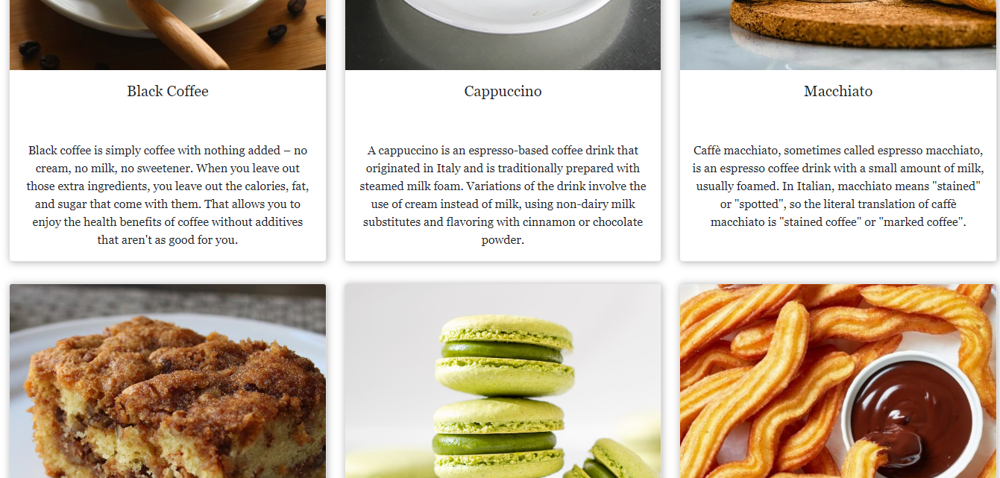 Black Coffee
Black coffee is simply coffee with nothing added – no
cream, no milk, no sweetener. When you leave out
those extra ingredients, you leave out the calories, fat,
and sugar that come with them. That allows you to
enjoy the health benefits of coffee without additives
that aren't as good for you.
Cappuccino
A cappuccino is an espresso-based coffee drink that
originated in Italy and is traditionally prepared with
steamed milk foam. Variations of the drink involve the
use of cream instead of milk, using non-dairy milk
substitutes and flavoring with cinnamon or chocolate
powder.
Macchiato
Caffè macchiato, sometimes called espresso macchiato,
is an espresso coffee drink with a small amount of milk,
usually foamed. In Italian, macchiato means "stained"
or "spotted", so the literal translation of caffè
macchiato is "stained coffee" or "marked coffee".